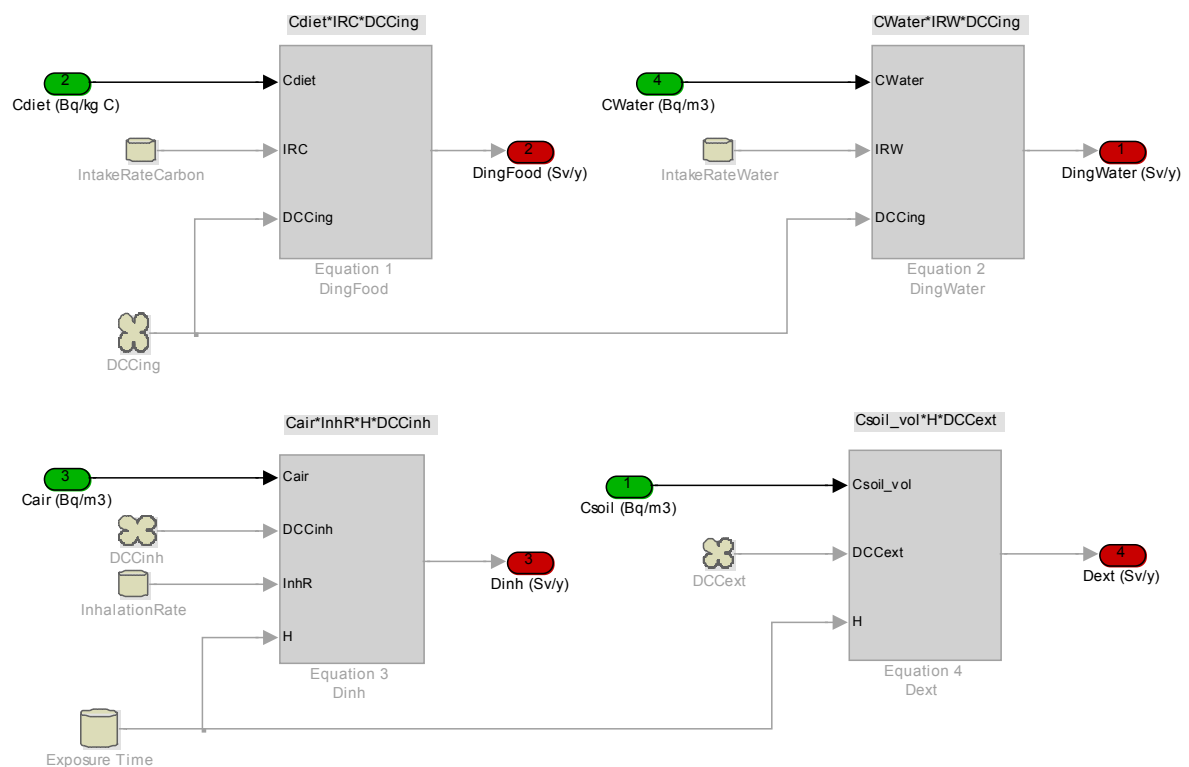 Cdiet*IRC*DCCing
2
Cdiet (Bq/kg C)
Cdiet
IntakeRateCarbon
IRC
DCCing
2
DingFood (Sv/y)
Equation 1
DingFood
CWater*IRW*DCCing
4
CWater (Bq/m3)
CWater
IntakeRateWater
IRW
DCCing
1
DingWater (Sv/y)
Equation 2
DingWater
DCCing
Cair*InhR*H*DCCinh
3
Cair (Bq/m3)
Cair
DCCinh
DCCinh
InhalationRate
InhR
H
3
Dinh (Sv/y)
Equation 3
Dinh
Csoil_vol*H*DCCext
1
Csoil (Bq/m3)
Csoil_vol
DCCext
DCCext
H
4
Dext (Sv/y)
Equation 4
Dext
Exposure Time